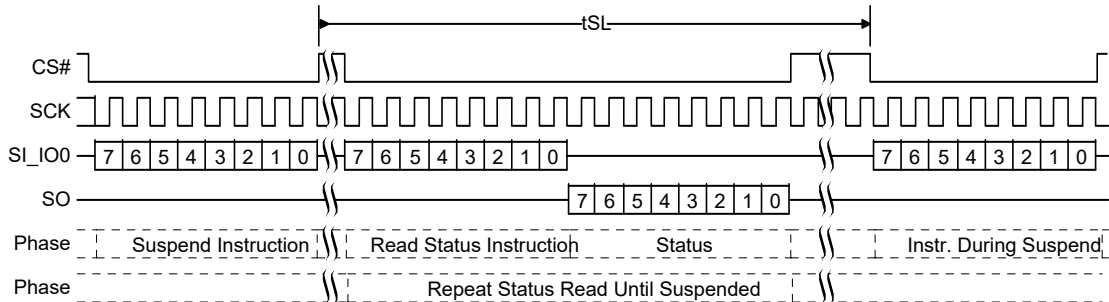 tSL
CS#
SCK
SI_IO0 7 6 5 4 3 2 1 0 7 6 5 4 3 2 1 0 7 6 5 4 3 2 1 0
SO 7 6 5 4 3 2 1 0
Phase Suspend Instruction Read Status Instruction Status Instr. During Suspend
Phase Repeat Status Read Until Suspended